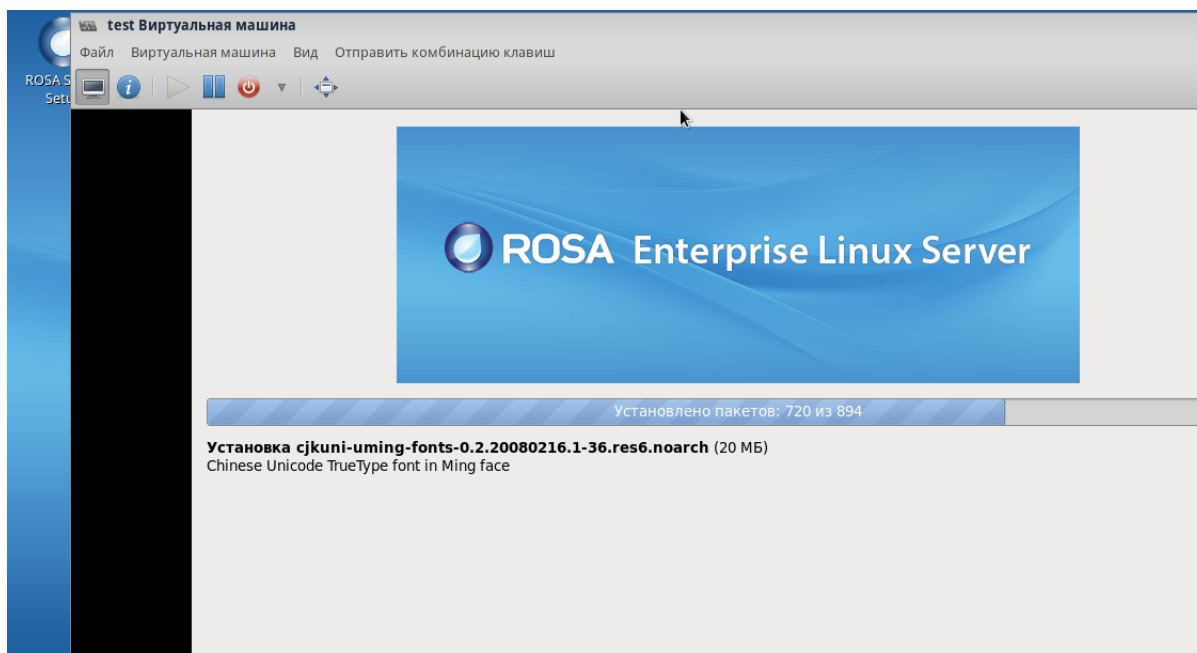 test Виртуальная машина
Файл Виртуальная машина Вид Отправить комбинацию клавиш
ROSA S
Setu
ROSA Enterprise Linux Server
Установлено пакетов: 720 из 894
Установка cjkuni-uming-fonts-0.2.20080216.1-36.res6.noarch (20 МБ)
Chinese Unicode TrueType font in Ming face